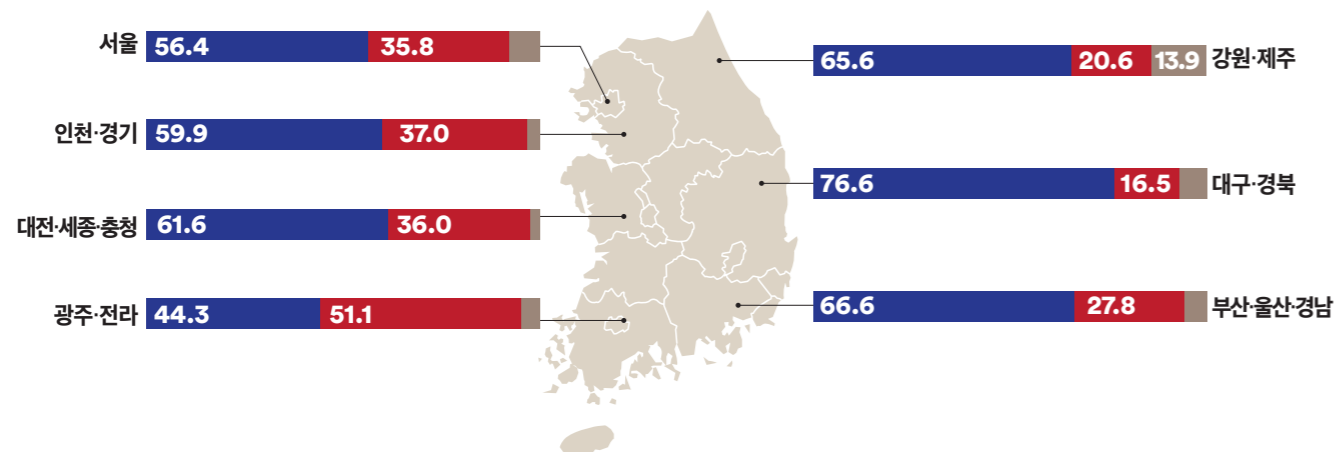 서울 56.4 35.8
인천·경기 59.9 37.0
대전·세종·충청 61.6 36.0
광주·전라 44.3 51.1
65.6 20.6 13.9 강원·제주
76.6 16.5 대구·경북
66.6 27.8 부산·울산·경남